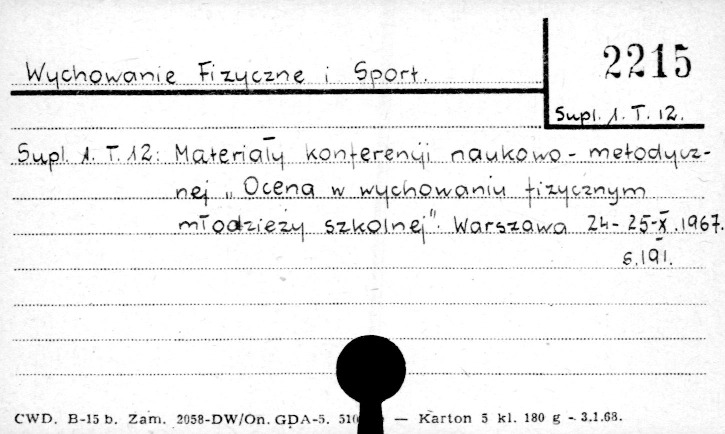 2215
Wychowanie Fizyczne i Sport.
Supl. 1. T. 12.
Supl. 1. T. 12: Materiały konferencji naukowo-metodycz-
nej „Ocena w wychowaniu fizycznym
młodzieży szkolnej". Warszawa 24-25-X.1967.
s.191.
CWD. B-15 b. Zam. 2058-DW/On. GDA-5. — Karton 5 kl. 180 g - 3.1.68.